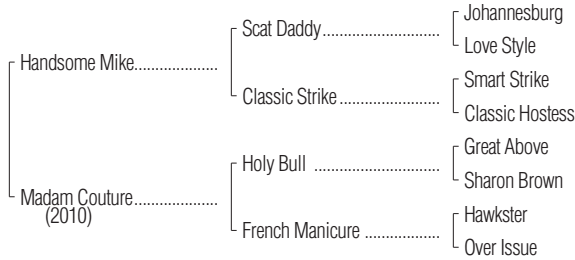 Johannesburg
Scat Daddy
Love Style
Handsome Mike
Smart Strike
Classic Strike
Classic Hostess
Great Above
Holy Bull
Sharon Brown
Madam Couture
(2010)
Hawkster
French Manicure
Over Issue